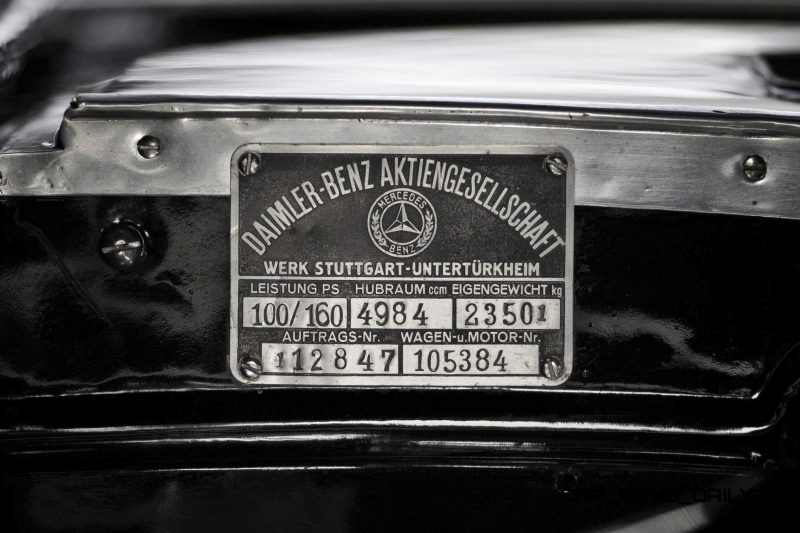 DAIMLER-BENZ AKTIENGESELLSCHAFT
MERCEDES
BENZ
WERK STUTTGART-UNTERTÜRKHEIM
LEISTUNG PS HUBRAUM ccm EIGENGEWICHT kg
100/160 4984 23501
AUFTRAGS-Nr. WAGEN-u.MOTOR-Nr.
112847 105384